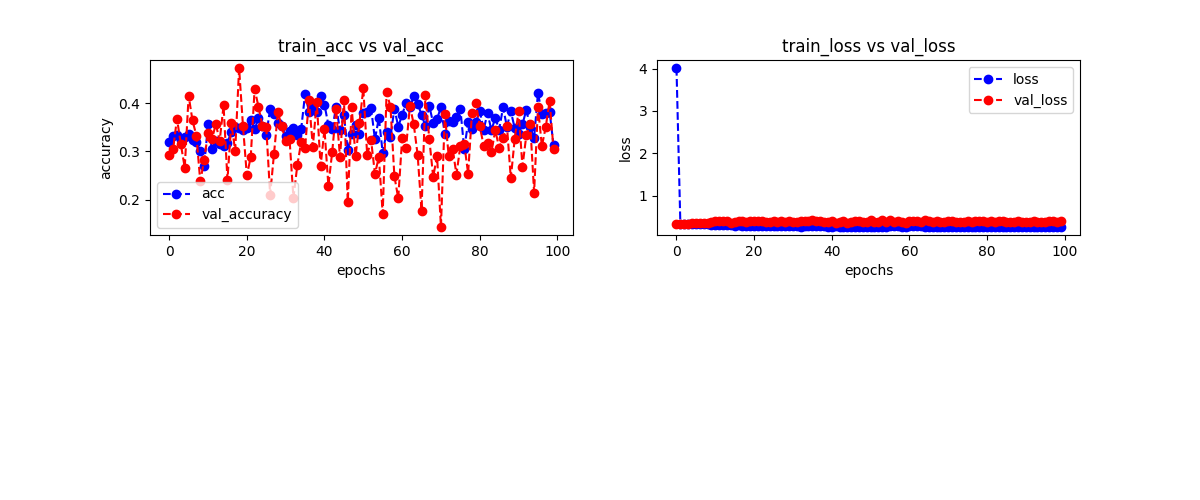 train_acc vs val_acc
accuracy
0.4
0.3
0.2
acc
val_accuracy
0 20 40 60 80 100
epochs
train_loss vs val_loss
loss
4
3
2
1
loss
val_loss
0 20 40 60 80 100
epochs